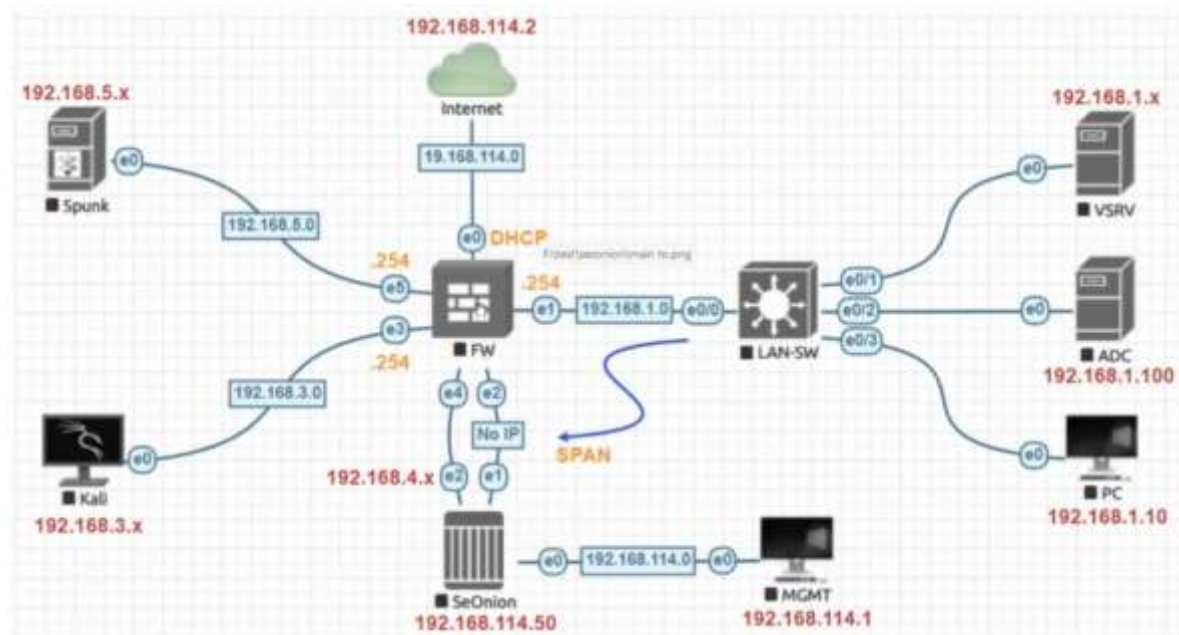 192.168.114.2
Internet
192.168.5.x
e0
Spunk
19.168.114.0
192.168.1.x
e0
VSRV
192.168.5.0
e0
DHCP
.254
e5
.254
e1
192.168.1.0
e0/0
e0/1
e0/2
e0/3
e0
ADC
192.168.1.100
e3
FW
LAN-SW
.254
192.168.3.0
e4
e2
No IP
SPAN
e0
Kali
192.168.3.x
192.168.4.x
e2
e1
e0
PC
192.168.1.10
SeOnion
192.168.114.50
e0
192.168.114.0
e0
MGMT
192.168.114.1